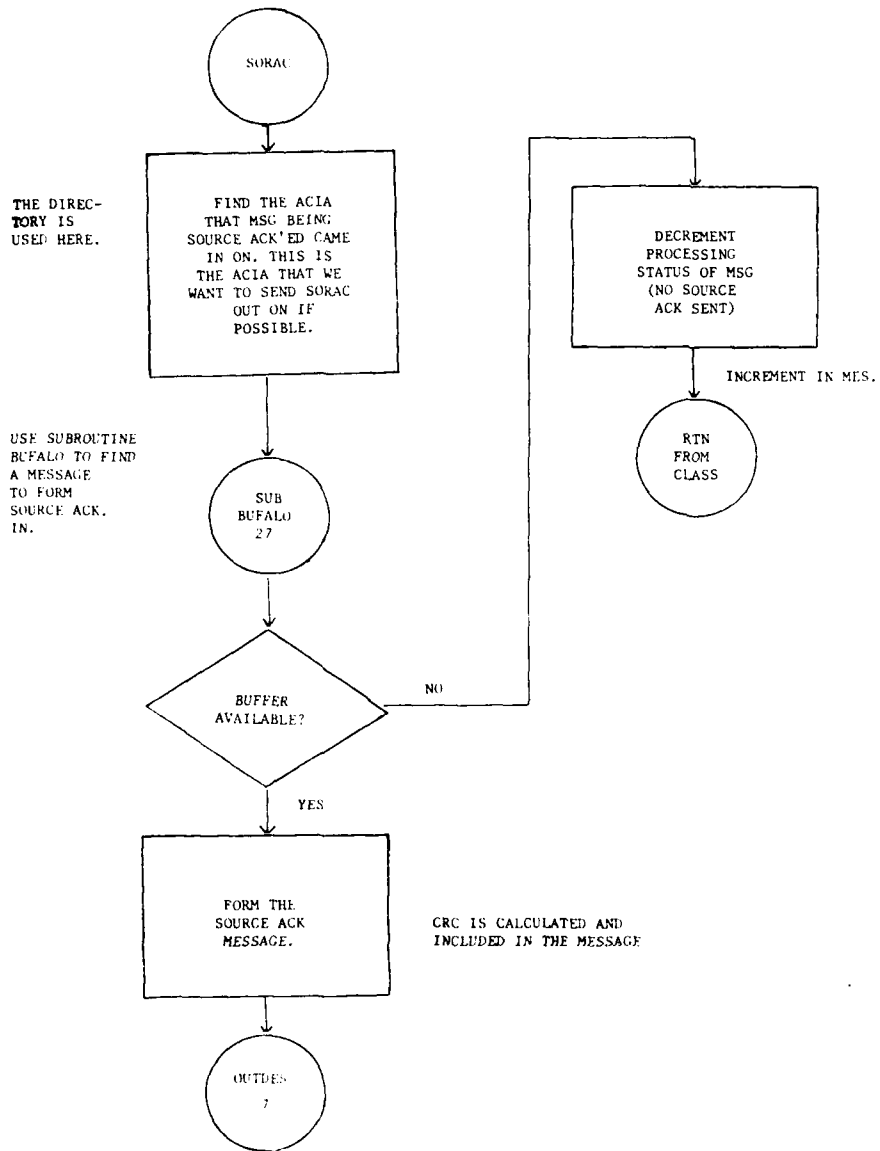 SORAC
THE DIREC-
TORY IS
USED HERE.
FIND THE ACIA
THAT MSG BEING
SOURCE ACK'ED CAME
IN ON. THIS IS
THE ACIA THAT WE
WANT TO SEND SORAC
OUT ON IF
POSSIBLE.
USE SUBROUTINE
BUFALO TO FIND
A MESSAGE
TO FORM
SOURCE ACK.
IN.
SUB
BUFALO
27
BUFFER
AVAILABLE?
NO
YES
DECREMENT
PROCESSING
STATUS OF MSG
(NO SOURCE
ACK SENT)
INCREMENT IN MES.
RTN
FROM
CLASS
FORM THE
SOURCE ACK
MESSAGE.
CRC IS CALCULATED AND
INCLUDED IN THE MESSAGE
OUTDES
7